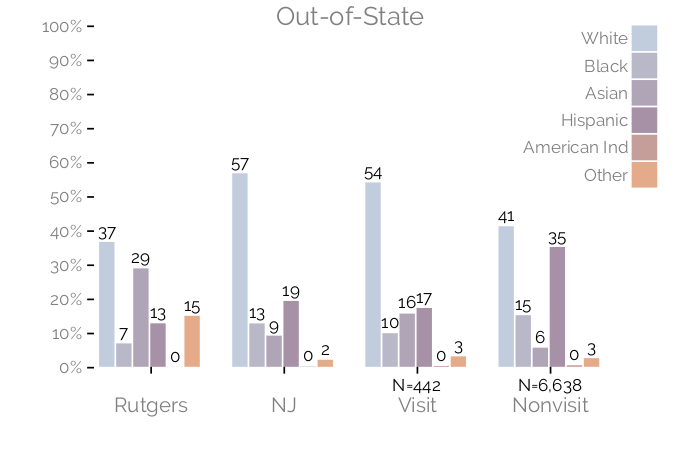 Out-of-State
100%
90%
80%
70%
60%
50%
40%
30%
20%
10%
0%
White
Black
Asian
Hispanic
American Ind
Other
37
7
29
13
0
15
57
13
9
19
0
2
54
10
16
17
0
3
41
15
6
35
0
3
N=442
N=6,638
Rutgers
NJ
Visit
Nonvisit